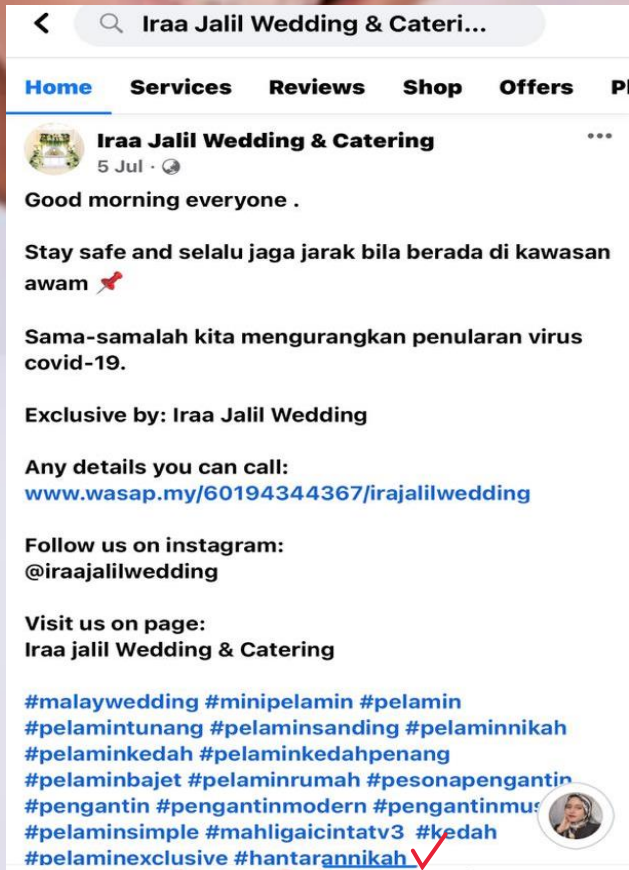 Iraa Jalil Wedding & Cateri...
Home Services Reviews Shop Offers
Iraa Jalil Wedding & Catering
5 Jul ·
Good morning everyone .
Stay safe and selalu jaga jarak bila berada di kawasan
awam 📌
Sama-samalah kita mengurangkan penularan virus
covid-19.
Exclusive by: Iraa Jalil Wedding
Any details you can call:
www.wasap.my/60194344367/irajalilwedding
Follow us on instagram:
@iraajalilwedding
Visit us on page:
Iraa jalil Wedding & Catering
#malaywedding #minipelamin #pelamin
#pelamintunang #pelaminsanding #pelaminnikah
#pelaminkedah #pelaminkedahpenang
#pelaminbajet #pelaminrumah #pesonapengantin
#pengantin #pengantinmodern
#pelaminsimple #mahligaicintatv3 #kedah
#pelaminexclusive #hantarannikah